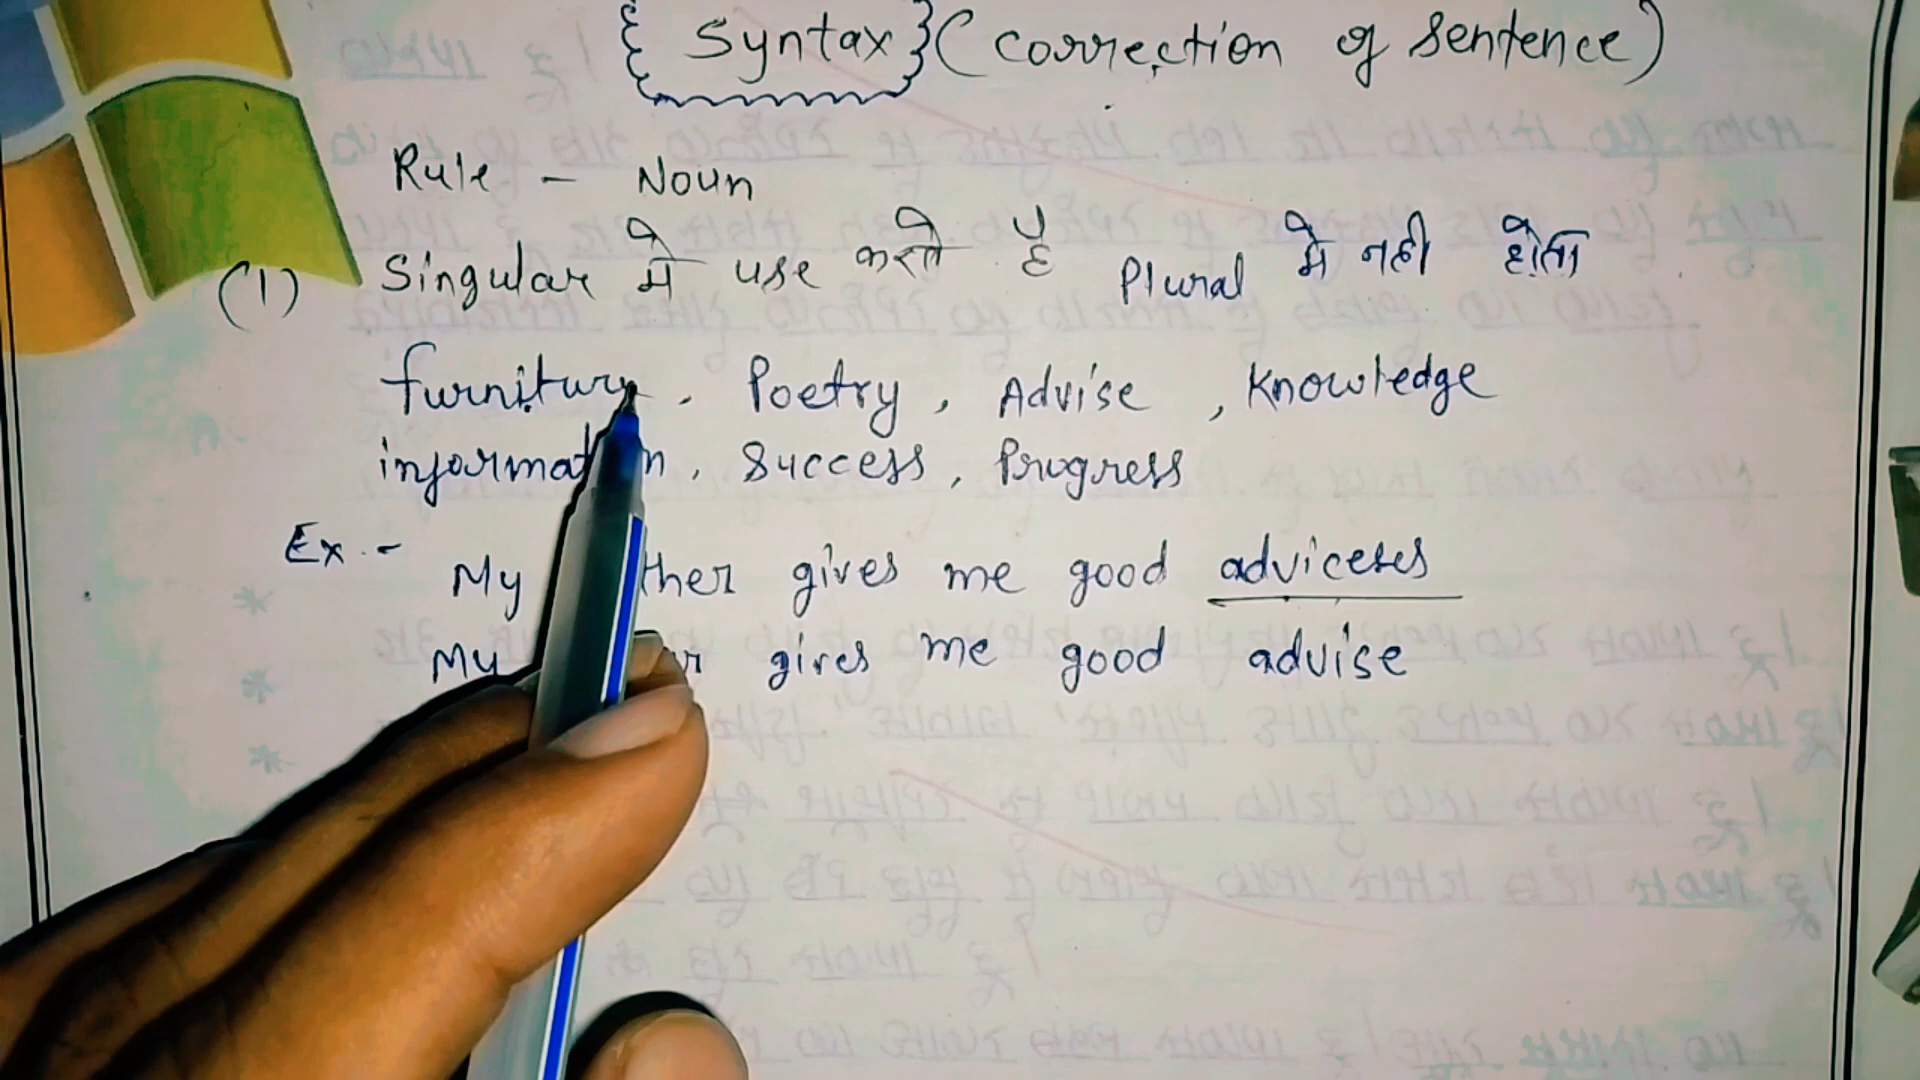 Syntax (correction of sentence)
Rule - Noun
(1) Singular में use करते है Plural में नही होता
furniture, Poetry, Advise, Knowledge
information, Success, Progress
Ex.- My ther gives me good adviceses
My r gives me good advise